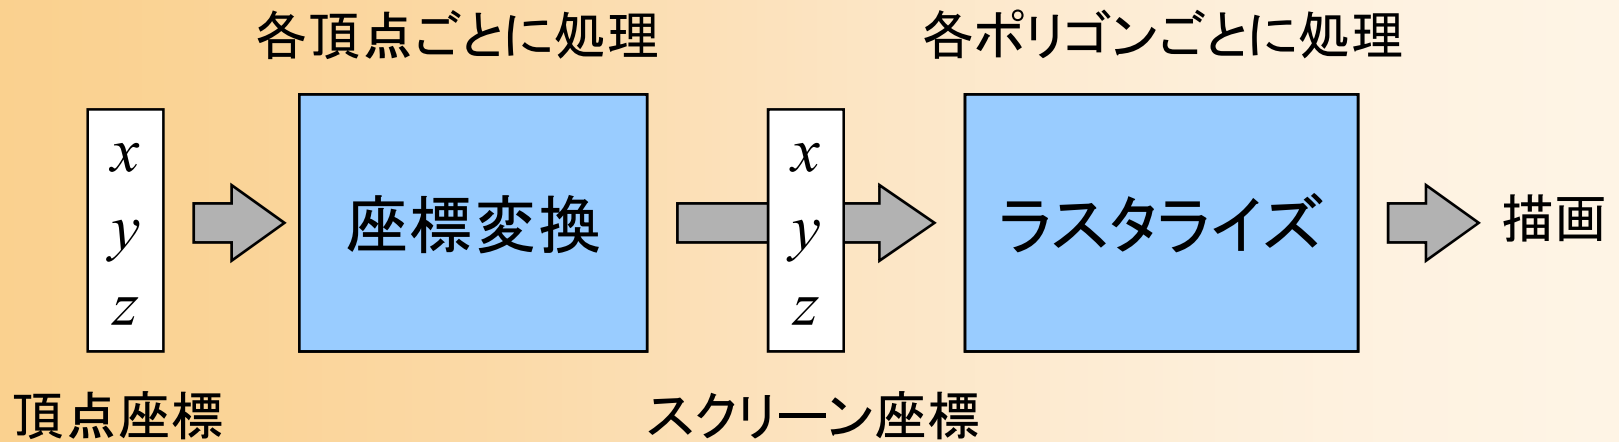 各頂点ごとに処理
各ポリゴンごとに処理
x
y
z
座標変換
x
y
z
ラスタライズ
描画
頂点座標
スクリーン座標